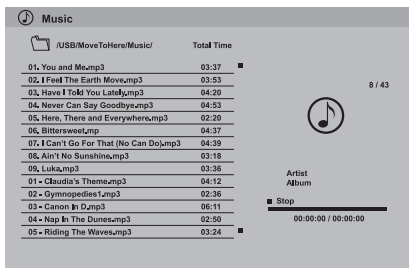 Music
/USB/MoveToHere/Music/ Total Time
01. You and Me.mp3 03:37
02. I Feel The Earth Move.mp3 03:53
03. Have I Told You Lately.mp3 04:20
04. Never Can Say Goodbye.mp3 04:53
05. Here, There and Everywhere.mp3 02:20
06. Bittersweet.mp 04:37
07. I Can't Go For That (No Can Do).mp3 04:39
08. Ain't No Sunshine.mp3 03:18
09. Luka.mp3 03:36
01 - Claudia's Theme.mp3 04:12
02 - Gymnopedies1.mp3 02:36
03 - Canon In D.mp3 06:11
04 - Nap In The Dunes.mp3 02:50
05 - Riding The Waves.mp3 03:24
8 / 43
Artist
Album
Stop
00:00:00 / 00:00:00